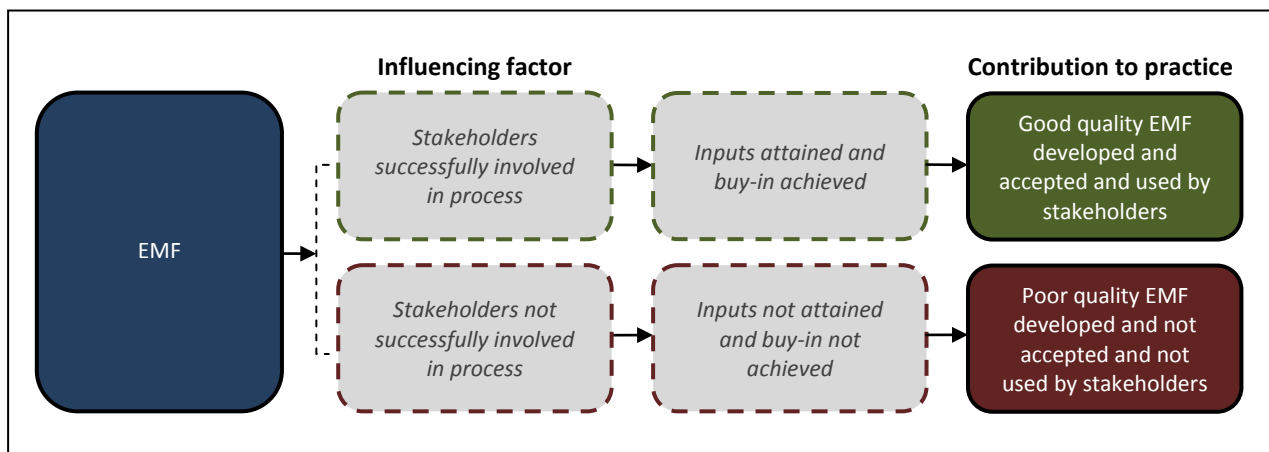 Influencing factor
Contribution to practice
EMF
Stakeholders
successfully involved
in process
Inputs attained and
buy-in achieved
Good quality EMF
developed and
accepted and used by
stakeholders
Stakeholders not
successfully involved
in process
Inputs not attained
and buy-in not
achieved
Poor quality EMF
developed and not
accepted and not
used by stakeholders